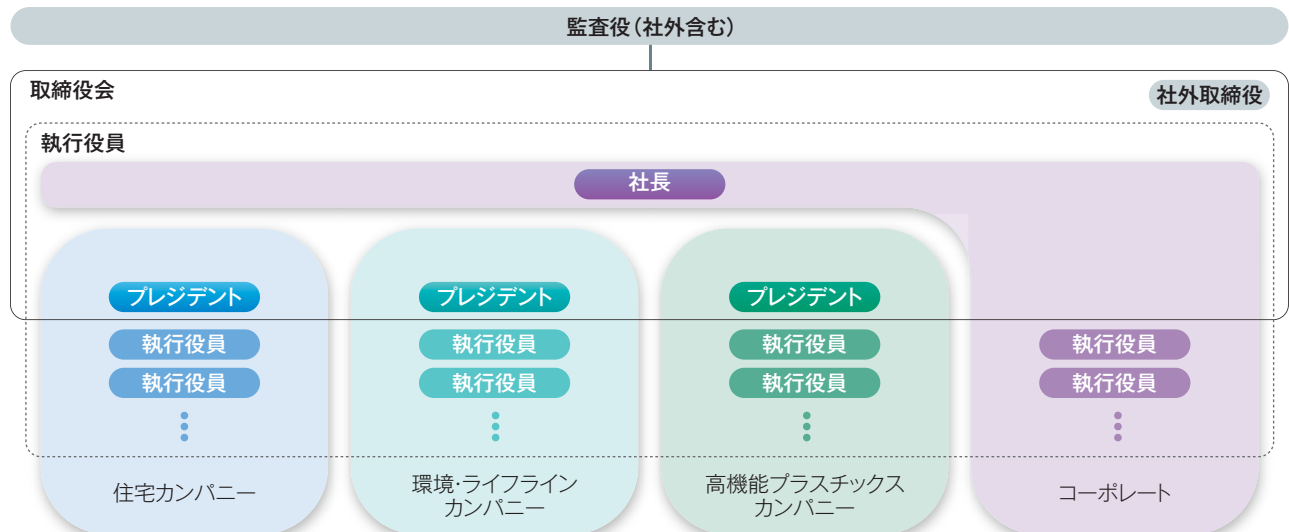 監査役（社外含む）
取締役会
社外取締役
執行役員
社長
プレジデント
プレジデント
プレジデント
執行役員
執行役員
執行役員
執行役員
執行役員
執行役員
執行役員
執行役員
住宅カンパニー
環境・ライフライン
カンパニー
高機能プラスチックス
カンパニー
コーポレート